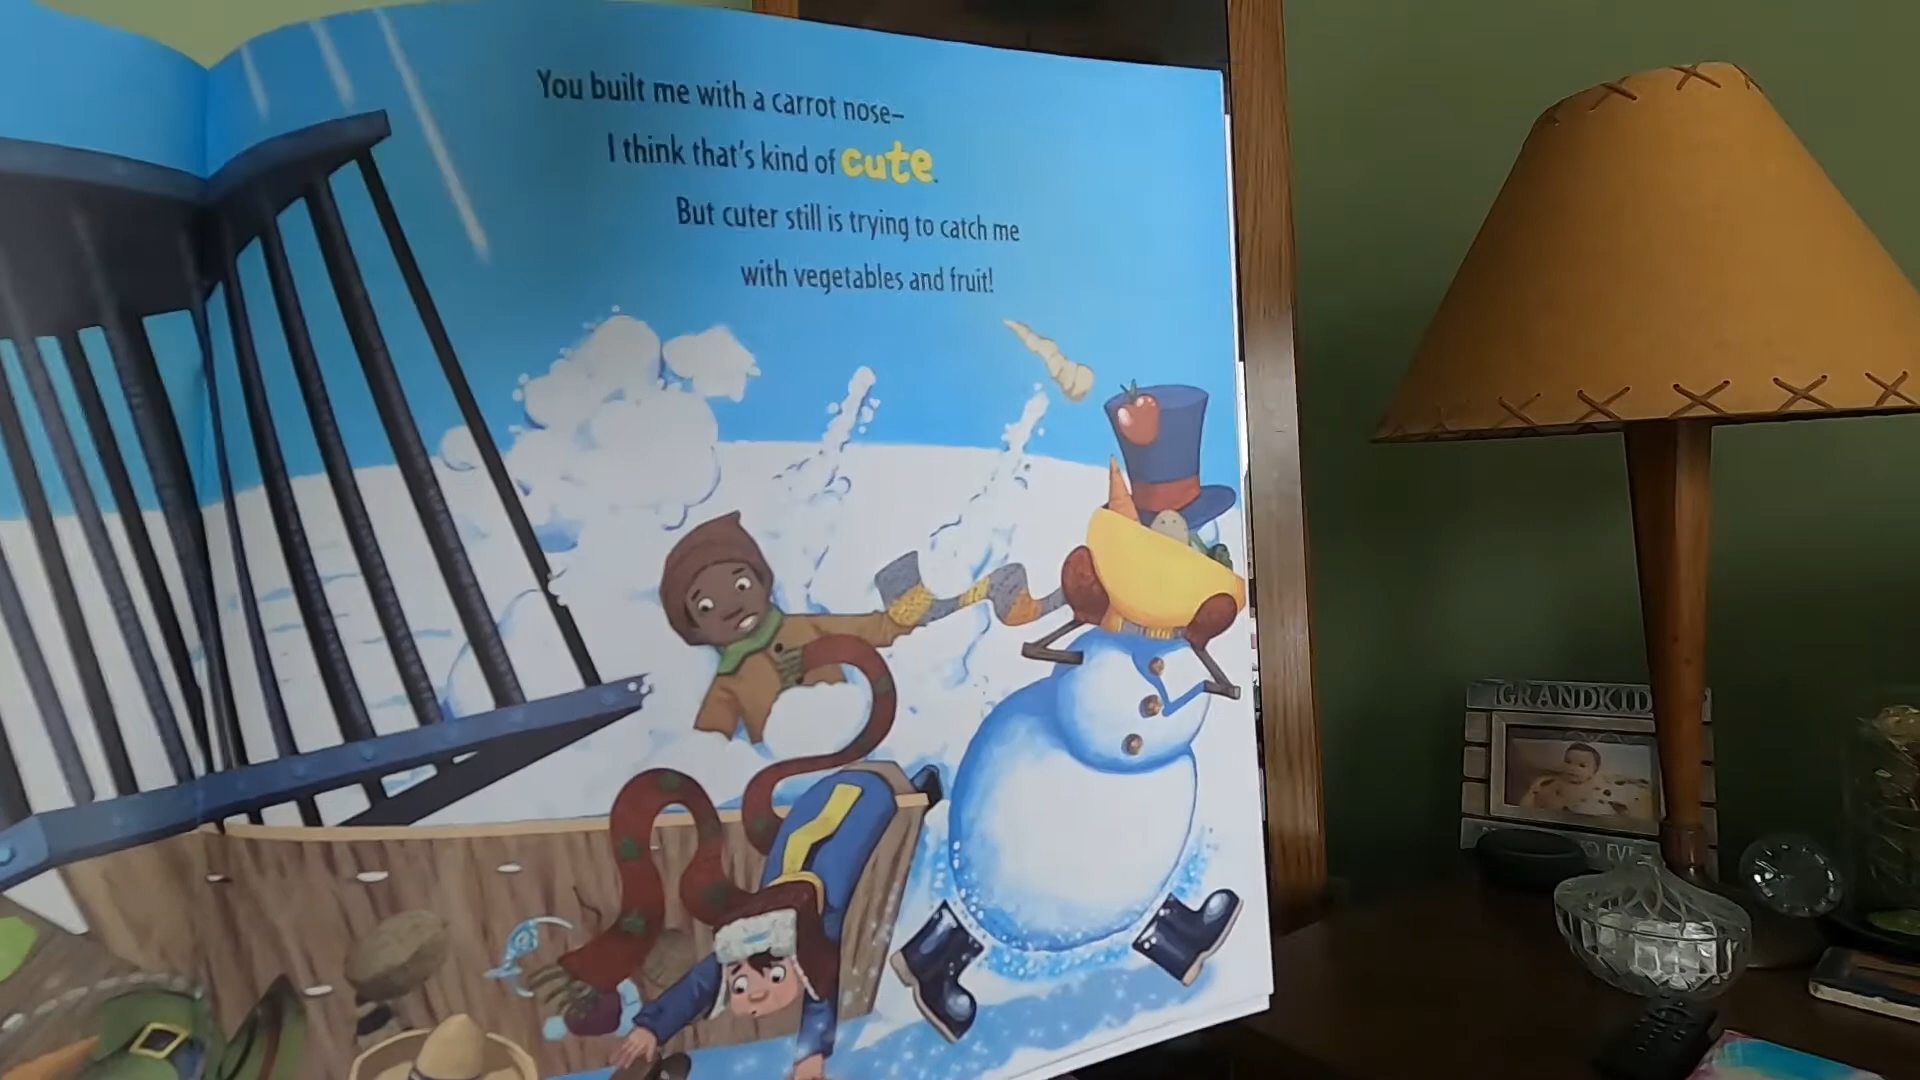 You built me with a carrot nose–
I think that's kind of cute.
But cuter still is trying to catch me
with vegetables and fruit!